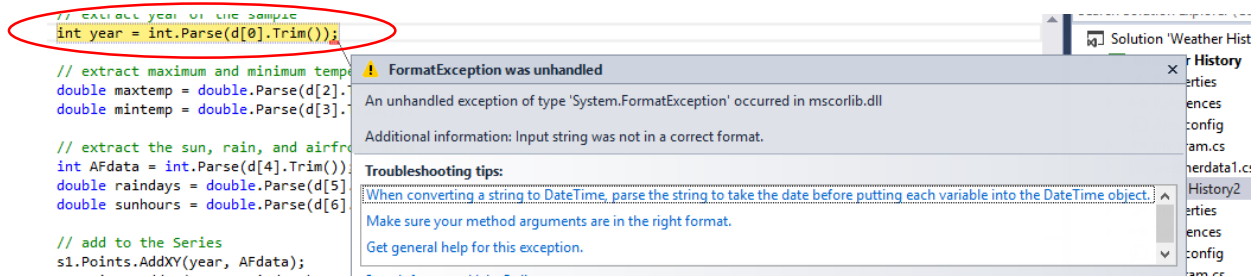 // extract year of the sample
int year = int.Parse(d[0].Trim());
// extract maximum and minimum tempe
double maxtemp = double.Parse(d[2].T
double mintemp = double.Parse(d[3].T
// extract the sun, rain, and airfro
int AFdata = int.Parse(d[4].Trim());
double raindays = double.Parse(d[5].
double sunhours = double.Parse(d[6].
// add to the Series
s1.Points.AddXY(year, AFdata);
FormatException was unhandled
An unhandled exception of type 'System.FormatException' occurred in mscorlib.dll
Additional information: Input string was not in a correct format.
Troubleshooting tips:
When converting a string to DateTime, parse the string to take the date before putting each variable into the DateTime object.
Make sure your method arguments are in the right format.
Get general help for this exception.
Solution 'Weather Hist
r History
erties
ences
config
ram.cs
herdata1.cs
History2
erties
ences
config